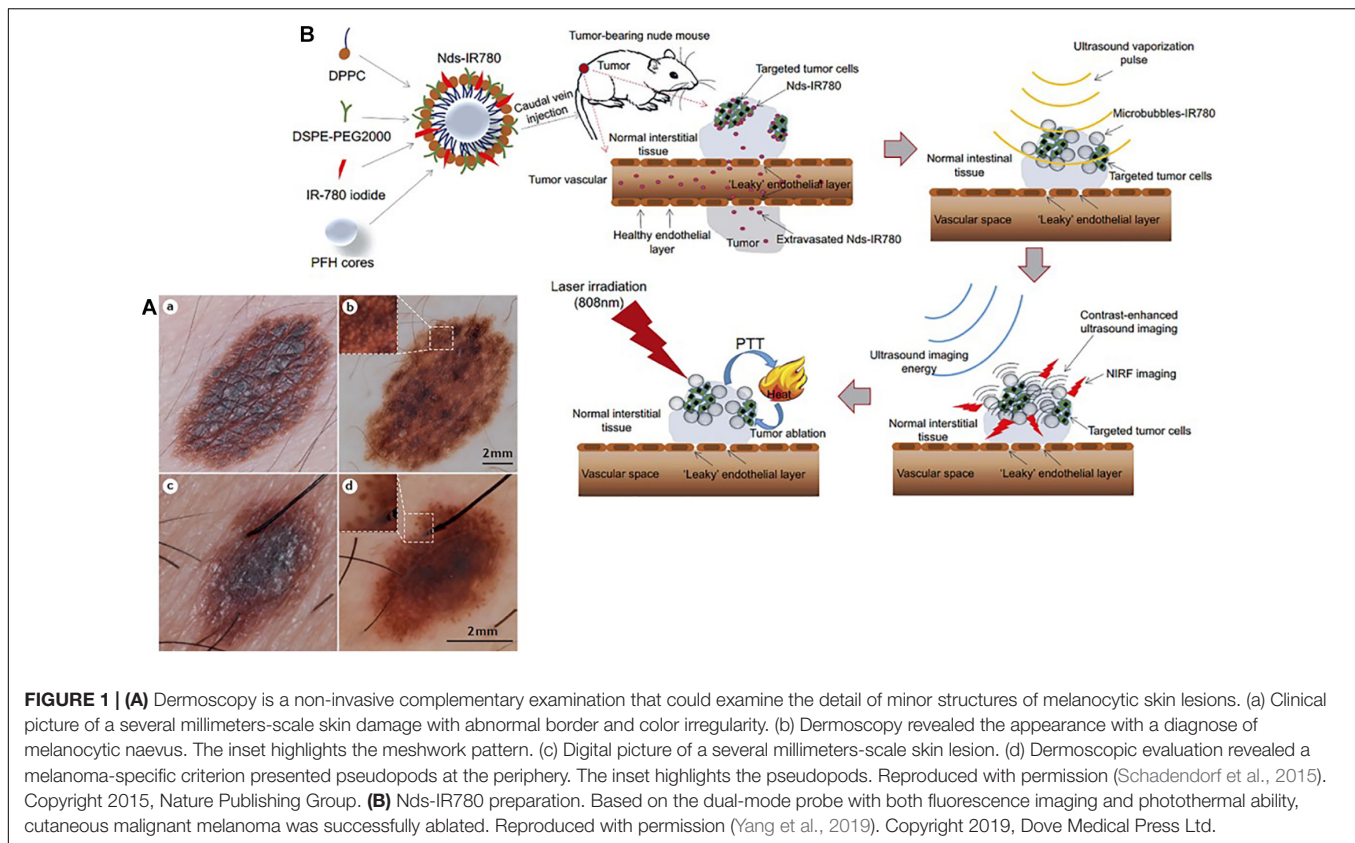 B
DPPC
DSPE-PEG2000
IR-780 iodide
PFH cores
Nds-IR780
Caudal vein
injection
Tumor-bearing nude mouse
Tumor
Targeted tumor cells
Nds-IR780
Normal interstitial
tissue
Tumor vascular
'Leaky' endothelial layer
Healthy endothelial
layer
Tumor
Extravasated Nds-IR780
Ultrasound vaporization
pulse
Microbubbles-IR780
Normal intestinal
tissue
Targeted tumor cells
Vascular space
'Leaky' endothelial layer
Ultrasound imaging
energy
Contrast-enhanced
ultrasound imaging
NIRF imaging
Normal interstitial
tissue
Targeted tumor cells
Vascular space
'Leaky' endothelial layer
Laser irradiation
(808nm)
PTT
Heat
Normal interstitial
tissue
Tumor ablation
Vascular space
'Leaky' endothelial layer
A
a
b
2mm
c
d
2mm
FIGURE 1 | (A) Dermoscopy is a non-invasive complementary examination that could examine the detail of minor structures of melanocytic skin lesions. (a) Clinical
picture of a several millimeters-scale skin damage with abnormal border and color irregularity. (b) Dermoscopy revealed the appearance with a diagnose of
melanocytic naevus. The inset highlights the meshwork pattern. (c) Digital picture of a several millimeters-scale skin lesion. (d) Dermoscopic evaluation revealed a
melanoma-specific criterion presented pseudopods at the periphery. The inset highlights the pseudopods. Reproduced with permission (Schadendorf et al., 2015).
Copyright 2015, Nature Publishing Group. (B) Nds-IR780 preparation. Based on the dual-mode probe with both fluorescence imaging and photothermal ability,
cutaneous malignant melanoma was successfully ablated. Reproduced with permission (Yang et al., 2019). Copyright 2019, Dove Medical Press Ltd.